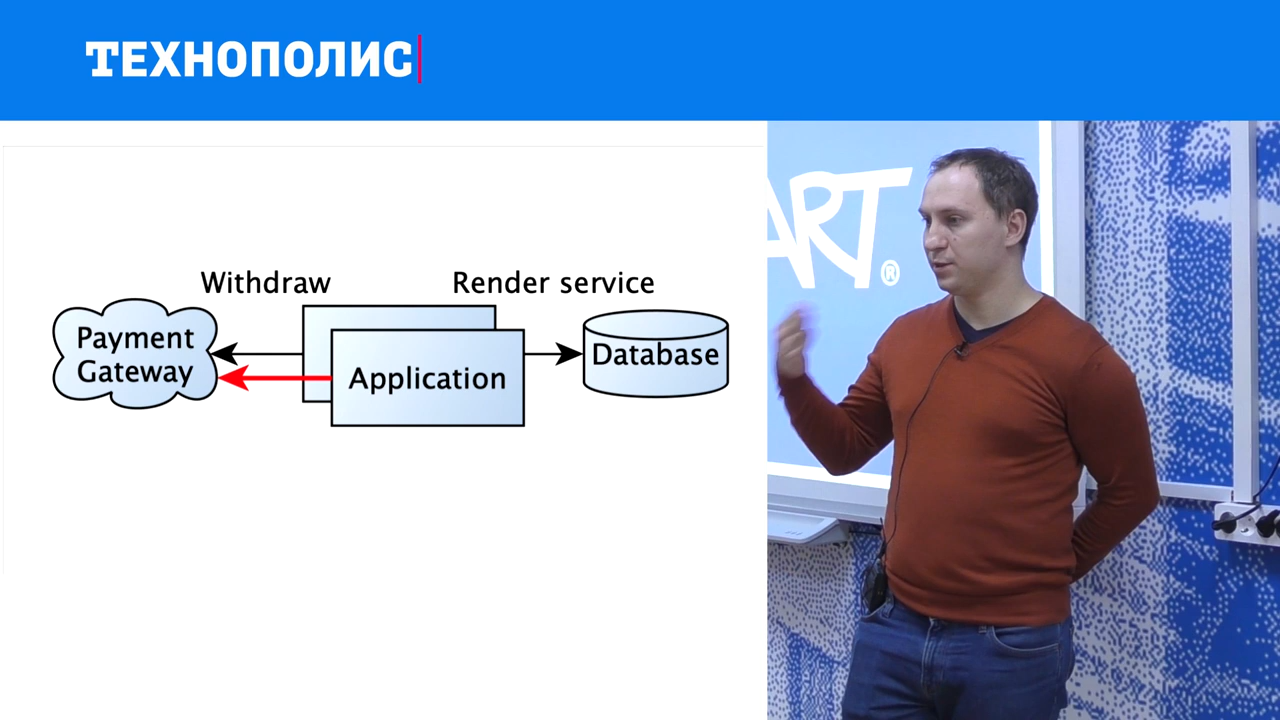 ТЕХНОПОЛИС
Withdraw
Render service
Payment
Gateway
Application
Database
ART®